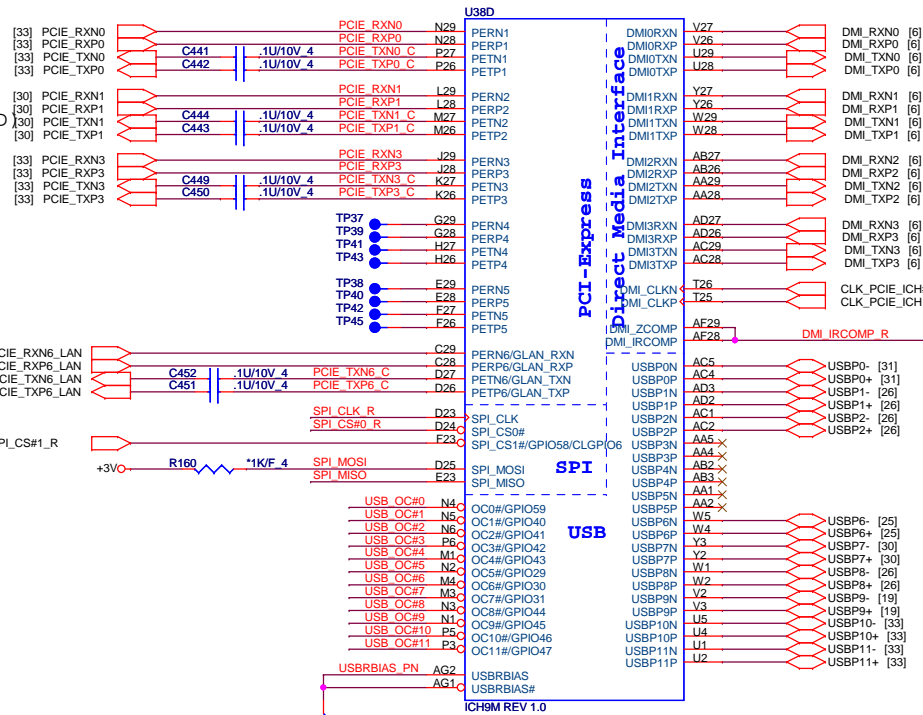 U38D
[33] PCIE_RXN0 PCIE_RXN0 N29 PERN1 DMI0RXN V27 DMI_RXN0 [6]
[33] PCIE_RXP0 PCIE_RXP0 N28 PERP1 DMI0RXP V26 DMI_RXP0 [6]
[33] PCIE_TXN0 C441 .1U/10V_4 PCIE_TXN0_C P27 PETN1 DMI0TXN U29 DMI_TXN0 [6]
[33] PCIE_TXP0 C442 .1U/10V_4 PCIE_TXP0_C P26 PETP1 DMI0TXP U28 DMI_TXP0 [6]
[30] PCIE_RXN1 PCIE_RXN1 L29 PERN2 DMI1RXN Y27 DMI_RXN1 [6]
[30] PCIE_RXP1 PCIE_RXP1 L28 PERP2 DMI1RXP Y26 DMI_RXP1 [6]
D ) [30] PCIE_TXN1 C444 .1U/10V_4 PCIE_TXN1_C M27 PETN2 DMI1TXN W29 DMI_TXN1 [6]
[30] PCIE_TXP1 C443 .1U/10V_4 PCIE_TXP1_C M26 PETP2 DMI1TXP W28 DMI_TXP1 [6]
[33] PCIE_RXN3 PCIE_RXN3 J29 PERN3 DMI2RXN AB27 DMI_RXN2 [6]
[33] PCIE_RXP3 PCIE_RXP3 J28 PERP3 DMI2RXP AB26 DMI_RXP2 [6]
[33] PCIE_TXN3 C449 .1U/10V_4 PCIE_TXN3_C K27 PETN3 DMI2TXN AA29 DMI_TXN2 [6]
[33] PCIE_TXP3 C450 .1U/10V_4 PCIE_TXP3_C K26 PETP3 DMI2TXP AA28 DMI_TXP2 [6]
TP37 G29 PERN4 DMI3RXN AD27 DMI_RXN3 [6]
TP39 G28 PERP4 DMI3RXP AD26 DMI_RXP3 [6]
TP41 H27 PETN4 DMI3TXN AC29 DMI_TXN3 [6]
TP43 H26 PETP4 DMI3TXP AC28 DMI_TXP3 [6]
PCI-Express
Direct Media Interface
TP38 E29 PERN5 DMI_CLKN T26 CLK_PCIE_ICH
TP40 E28 PERP5 DMI_CLKP T25 CLK_PCIE_ICH
TP42 F27 PETN5
TP45 F26 PETP5 DMI_ZCOMP AF29
DMI_IRCOMP AF28 DMI_IRCOMP_R
CIE_RXN6_LAN C29 PERN6/GLAN_RXN
CIE_RXP6_LAN C28 PERP6/GLAN_RXP USBP0N AC5 USBP0- [31]
CIE_TXN6_LAN C452 .1U/10V_4 PCIE_TXN6_C D27 PETN6/GLAN_TXN USBP0P AC4 USBP0+ [31]
CIE_TXP6_LAN C451 .1U/10V_4 PCIE_TXP6_C D26 PETP6/GLAN_TXP USBP1N AD3 USBP1- [26]
USBP1P AD2 USBP1+ [26]
SPI_CLK_R D23 SPI_CLK USBP2N AC1 USBP2- [26]
SPI_CS#0_R D24 SPI_CS0# USBP2P AC2 USBP2+ [26]
PI_CS#1_R F23 SPI_CS1#/GPIO58/CLGPIO6 USBP3N AA5
USBP3P AA4
+3V R160 *1K/F_4 SPI_MOSI D25 SPI_MOSI SPI USBP4N AB2
SPI_MISO E23 SPI_MISO USBP4P AB3
USBP5N AA1
USB_OC#0 N4 OC0#/GPIO59 USBP5P AA2
USB_OC#1 N5 OC1#/GPIO40 USBP6N W5 USBP6- [25]
USB_OC#2 N6 OC2#/GPIO41 USB USBP6P W4 USBP6+ [25]
USB_OC#3 P6 OC3#/GPIO42 USBP7N Y3 USBP7- [30]
USB_OC#4 M1 OC4#/GPIO43 USBP7P Y2 USBP7+ [30]
USB_OC#5 N2 OC5#/GPIO29 USBP8N W1 USBP8- [26]
USB_OC#6 M4 OC6#/GPIO30 USBP8P W2 USBP8+ [26]
USB_OC#7 M3 OC7#/GPIO31 USBP9N V2 USBP9- [19]
USB_OC#8 N3 OC8#/GPIO44 USBP9P V3 USBP9+ [19]
USB_OC#9 N1 OC9#/GPIO45 USBP10N U5 USBP10- [33]
USB_OC#10 P5 OC10#/GPIO46 USBP10P U4 USBP10+ [33]
USB_OC#11 P3 OC11#/GPIO47 USBP11N U1 USBP11- [33]
USBP11P U2 USBP11+ [33]
USBRBIAS_PN AG2 USBRBIAS
AG1 USBRBIAS#
ICH9M REV 1.0